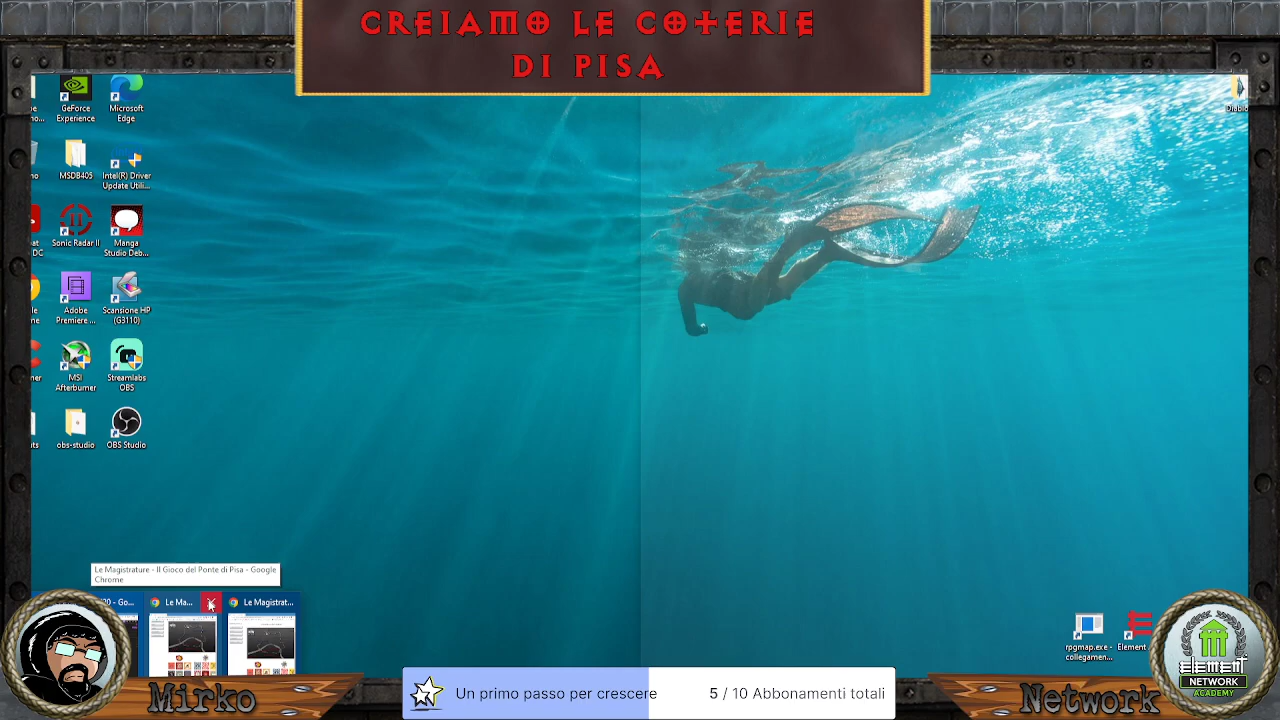 CREIAMO LE COTERIE
DI PISA
GeForce
Experience
Microsoft
Edge
Diablo
MSDB405
Intel(R) Driver
Update Utili...
Sonic Radar II
Manga
Studio Deb...
DC
Adobe
Premiere ...
Scansione HP
(G3110)
MSI
Afterburner
Streamlabs
OBS
obs-studio
OBS Studio
Le Magistrature - Il Gioco del Ponte di Pisa - Google
Chrome
Le Ma...
Le Magistrat...
rpgmap.exe -
collegamen...
Element
Mirko
Un primo passo per crescere
5 / 10 Abbonamenti totali
Network
ELEMENT
NETWORK
ACADEMY